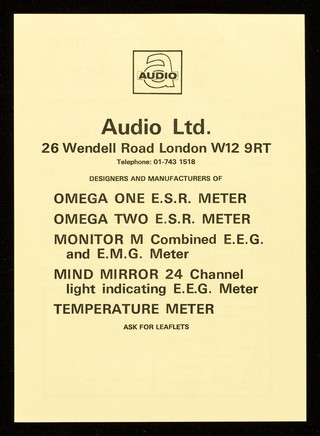 a
AUDIO
Audio Ltd.
26 Wendell Road London W12 9RT
Telephone: 01-743 1518
DESIGNERS AND MANUFACTURERS OF
OMEGA ONE E.S.R. METER
OMEGA TWO E.S.R. METER
MONITOR M Combined E.E.G.
and E.M.G. Meter
MIND MIRROR 24 Channel
light indicating E.E.G. Meter
TEMPERATURE METER
ASK FOR LEAFLETS